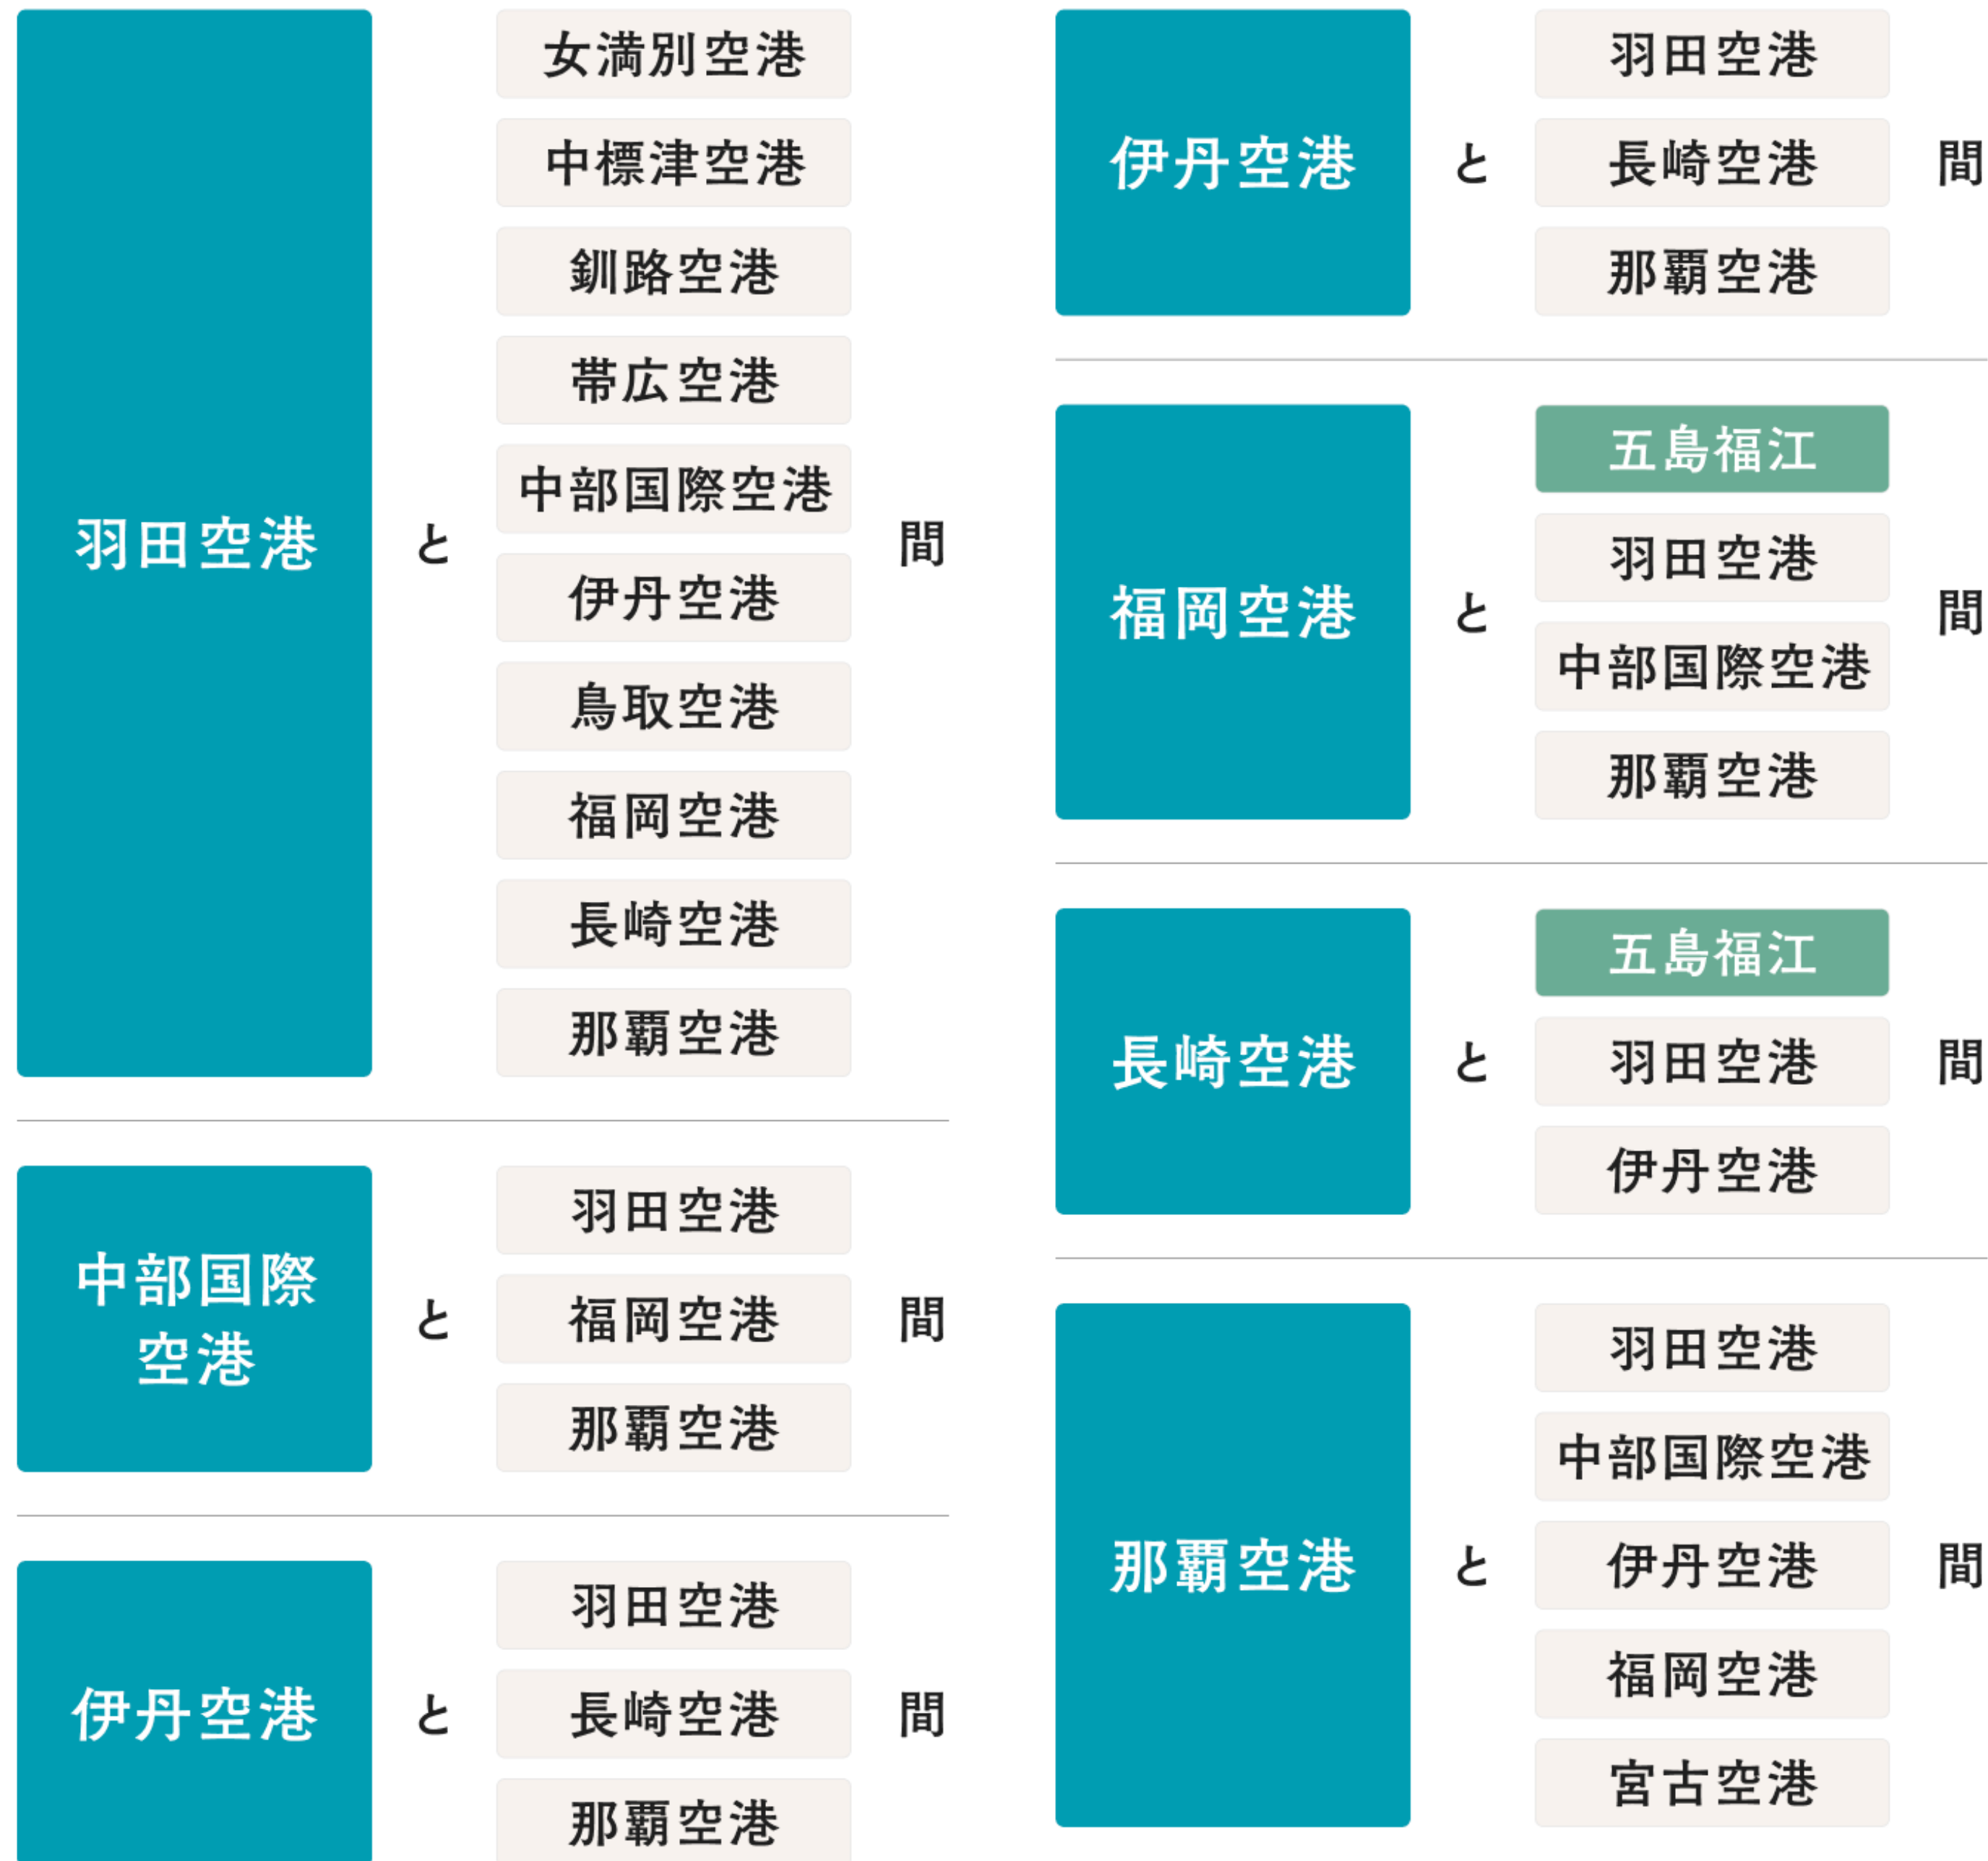 羽田空港
と
女満別空港
中標津空港
釧路空港
帯広空港
中部国際空港
伊丹空港
鳥取空港
福岡空港
長崎空港
那覇空港
間
中部国際
空港
と
羽田空港
福岡空港
那覇空港
間
伊丹空港
と
羽田空港
長崎空港
那覇空港
間
伊丹空港
と
羽田空港
長崎空港
那覇空港
間
福岡空港
と
五島福江
羽田空港
中部国際空港
那覇空港
間
長崎空港
と
五島福江
羽田空港
伊丹空港
間
那覇空港
と
羽田空港
中部国際空港
伊丹空港
福岡空港
宮古空港
間